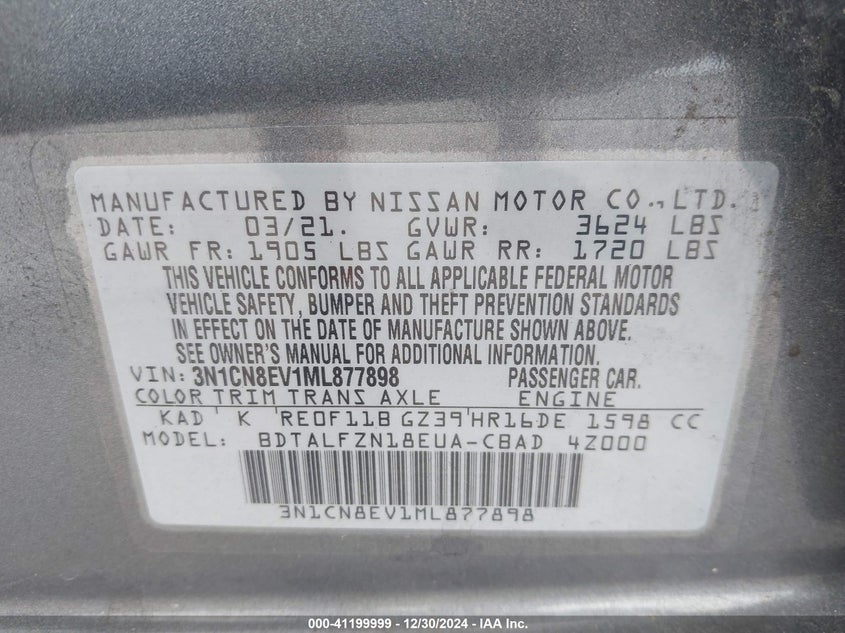 MANUFACTURED BY NISSAN MOTOR CO., LTD.
DATE: 03/21. GVWR: 3624 LBS
GAWR FR: 1905 LBS GAWR RR: 1720 LBS
THIS VEHICLE CONFORMS TO ALL APPLICABLE FEDERAL MOTOR
VEHICLE SAFETY, BUMPER AND THEFT PREVENTION STANDARDS
IN EFFECT ON THE DATE OF MANUFACTURE SHOWN ABOVE.
SEE OWNER'S MANUAL FOR ADDITIONAL INFORMATION.
VIN: 3N1CN8EV1ML877898 PASSENGER CAR.
COLOR TRIM TRANS AXLE ENGINE
KAD K RE0F11B GZ39 HR16DE 1598 CC
MODEL: BDTALFZN18EUA-CBAD 4Z000
3N1CN8EV1ML877898
000-41199999 - 12/30/2024 - IAA Inc.